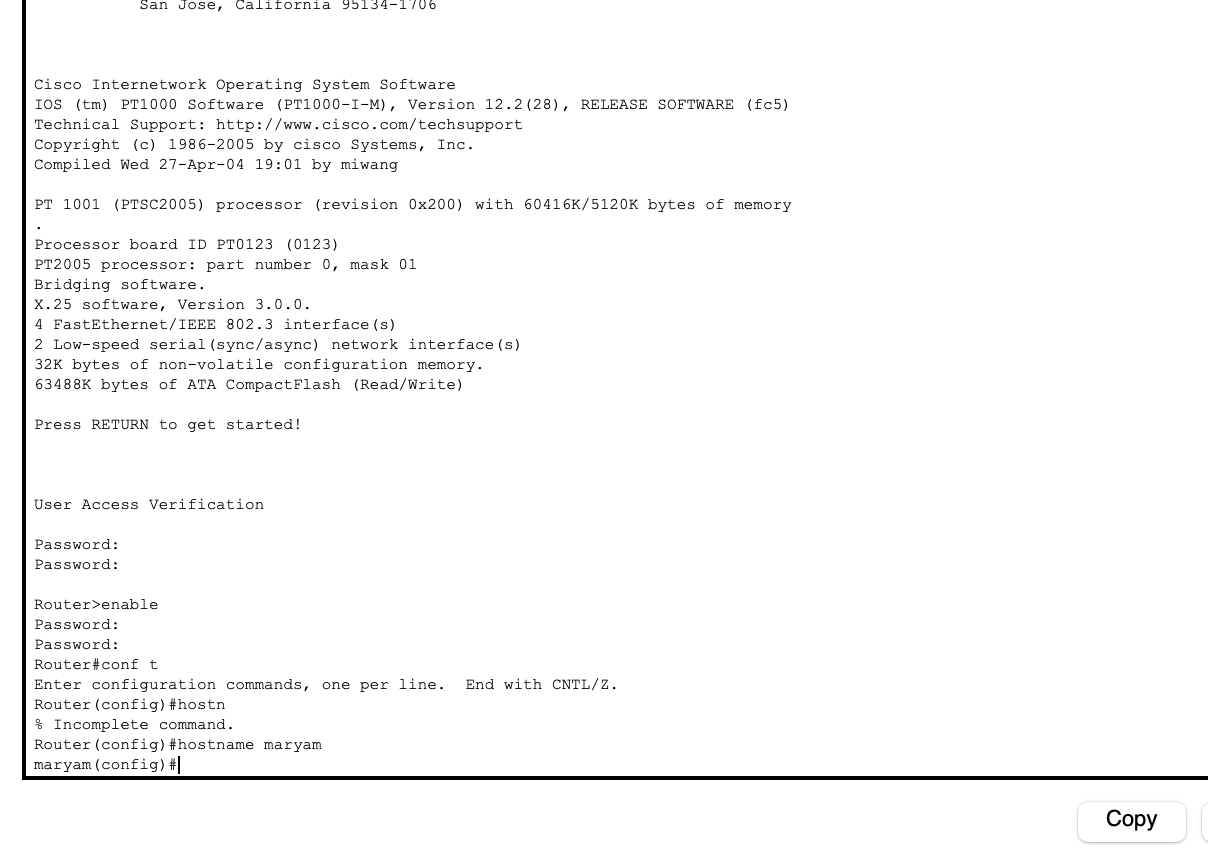 San Jose, California 95134-1706
Cisco Internetwork Operating System Software
IOS (tm) PT1000 Software (PT1000-I-M), Version 12.2(28), RELEASE SOFTWARE (fc5)
Technical Support: http://www.cisco.com/techsupport
Copyright (c) 1986-2005 by cisco Systems, Inc.
Compiled Wed 27-Apr-04 19:01 by miwang
PT 1001 (PTSC2005) processor (revision 0x200) with 60416K/5120K bytes of memory
.
Processor board ID PT0123 (0123)
PT2005 processor: part number 0, mask 01
Bridging software.
X.25 software, Version 3.0.0.
4 FastEthernet/IEEE 802.3 interface(s)
2 Low-speed serial(sync/async) network interface(s)
32K bytes of non-volatile configuration memory.
63488K bytes of ATA CompactFlash (Read/Write)
Press RETURN to get started!
User Access Verification
Password:
Password:
Router>enable
Password:
Password:
Router#conf t
Enter configuration commands, one per line.  End with CNTL/Z.
Router(config)#hostn
% Incomplete command.
Router(config)#hostname maryam
maryam(config)#
Copy